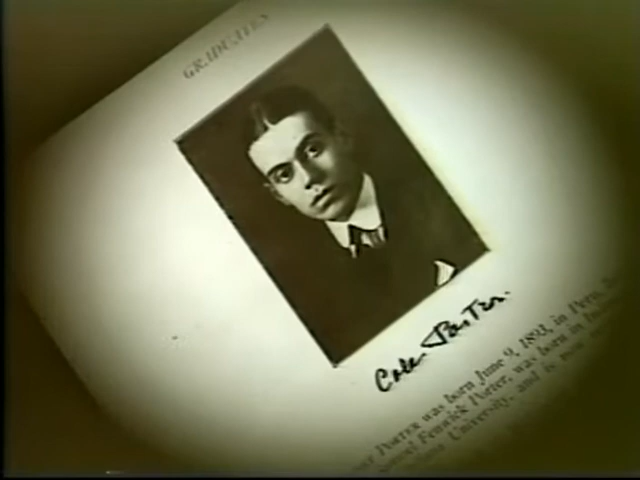 GRADUATES
Cole Porter.
PORTER was born June 9, 1893, in Peru,
Fenwick Porter, was born in
University, and is now